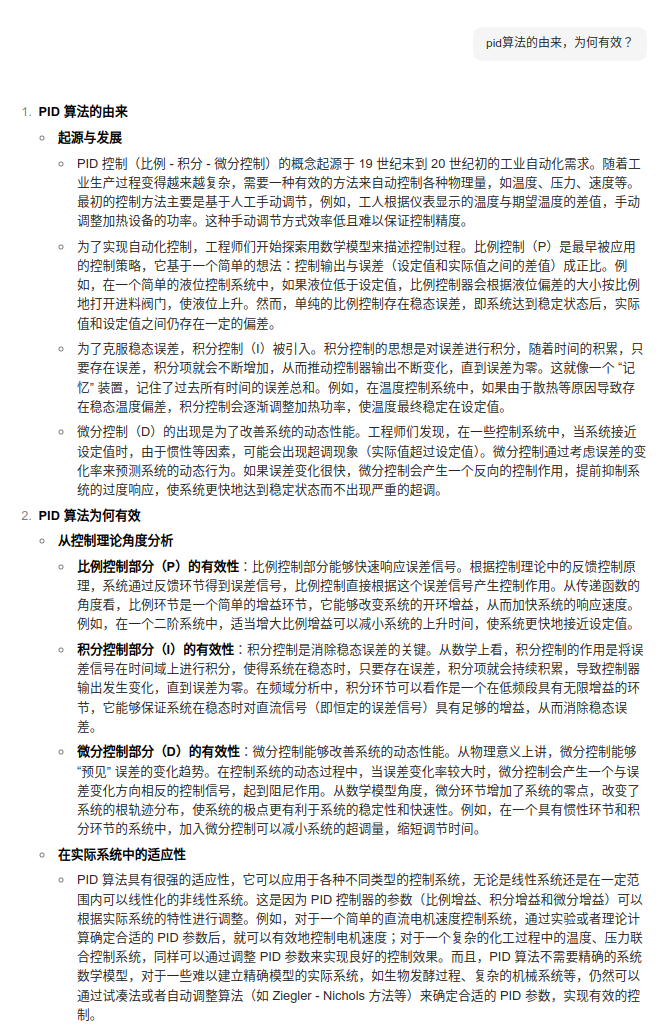 pid算法的由来，为何有效？
1. PID 算法的由来
起源与发展
PID 控制（比例 - 积分 - 微分控制）的概念起源于 19 世纪末到 20 世纪初的工业自动化需求。随着工
业生产过程变得越来越复杂，需要一种有效的方法来自动控制各种物理量，如温度、压力、速度等。
最初的控制方法主要是基于人工手动调节，例如，工人根据仪表显示的温度与期望温度的差值，手动
调整加热设备的功率。这种手动调节方式效率低且难以保证控制精度。
为了实现自动化控制，工程师们开始探索用数学模型来描述控制过程。比例控制（P）是最早被应用
的控制策略，它基于一个简单的想法：控制输出与误差（设定值和实际值之间的差值）成正比。例
如，在一个简单的液位控制系统中，如果液位低于设定值，比例控制器会根据液位偏差的大小按比例
地打开进料阀门，使液位上升。然而，单纯的比例控制存在稳态误差，即系统达到稳定状态后，实际
值和设定值之间仍存在一定的偏差。
为了克服稳态误差，积分控制（I）被引入。积分控制的思想是对误差进行积分，随着时间的积累，只
要存在误差，积分项就会不断增加，从而推动控制器输出不断变化，直到误差为零。这就像一个 “记
忆” 装置，记住了过去所有时间的误差总和。例如，在温度控制系统中，如果由于散热等原因导致存
在稳态温度偏差，积分控制会逐渐调整加热功率，使温度最终稳定在设定值。
微分控制（D）的出现是为了改善系统的动态性能。工程师们发现，在一些控制系统中，当系统接近
设定值时，由于惯性等因素，可能会出现超调现象（实际值超过设定值）。微分控制通过考虑误差的变
化率来预测系统的动态行为。如果误差变化很快，微分控制会产生一个反向的控制作用，提前抑制系
统的过度响应，使系统更快地达到稳定状态而不出现严重的超调。
2. PID 算法为何有效
从控制理论角度分析
比例控制部分（P）的有效性：比例控制部分能够快速响应误差信号。根据控制理论中的反馈控制原
理，系统通过反馈环节得到误差信号，比例控制直接根据这个误差信号产生控制作用。从传递函数的
角度看，比例环节是一个简单的增益环节，它能够改变系统的开环增益，从而加快系统的响应速度。
例如，在一个二阶系统中，适当增大比例增益可以减小系统的上升时间，使系统更快地接近设定值。
积分控制部分（I）的有效性：积分控制是消除稳态误差的关键。从数学上看，积分控制的作用是将误
差信号在时间域上进行积分，使得系统在稳态时，只要存在误差，积分项就会持续积累，导致控制器
输出发生变化，直到误差为零。在频域分析中，积分环节可以看作是一个在低频段具有无限增益的环
节，它能够保证系统在稳态时对直流信号（即恒定的误差信号）具有足够的增益，从而消除稳态误
差。
微分控制部分（D）的有效性：微分控制能够改善系统的动态性能。从物理意义上讲，微分控制能够
“预见” 误差的变化趋势。在控制系统的动态过程中，当误差变化率较大时，微分控制会产生一个与误
差变化方向相反的控制信号，起到阻尼作用。从数学模型角度，微分环节增加了系统的零点，改变了
系统的根轨迹分布，使系统的极点更有利于系统的稳定性和快速性。例如，在一个具有惯性环节和积
分环节的系统中，加入微分控制可以减小系统的超调量，缩短调节时间。
在实际系统中的适应性
PID 算法具有很强的适应性，它可以应用于各种不同类型的控制系统，无论是线性系统还是在一定范
围内可以线性化的非线性系统。这是因为 PID 控制器的参数（比例增益、积分增益和微分增益）可以
根据实际系统的特性进行调整。例如，对于一个简单的直流电机速度控制系统，通过实验或者理论计
算确定合适的 PID 参数后，就可以有效地控制电机速度；对于一个复杂的化工过程中的温度、压力联
合控制系统，同样可以通过调整 PID 参数来实现良好的控制效果。而且，PID 算法不需要精确的系统
数学模型，对于一些难以建立精确模型的实际系统，如生物发酵过程、复杂的机械系统等，仍然可以
通过试凑法或者自动调整算法（如 Ziegler - Nichols 方法等）来确定合适的 PID 参数，实现有效的控
制。